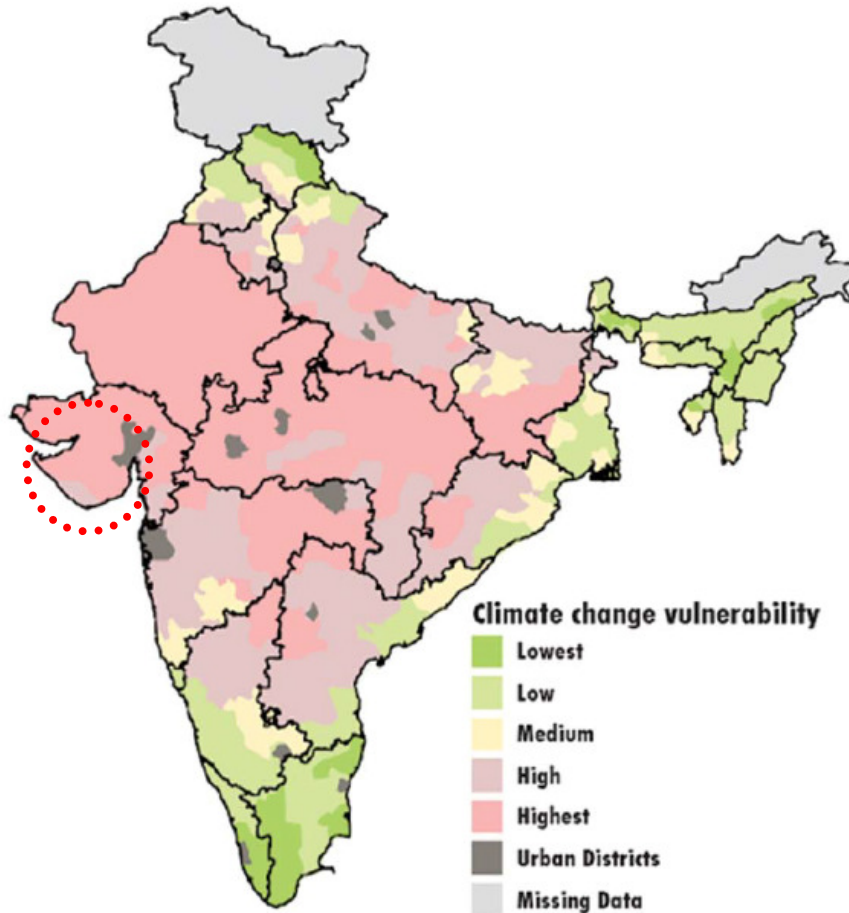 Climate change vulnerability
Lowest
Low
Medium
High
Highest
Urban Districts
Missing Data